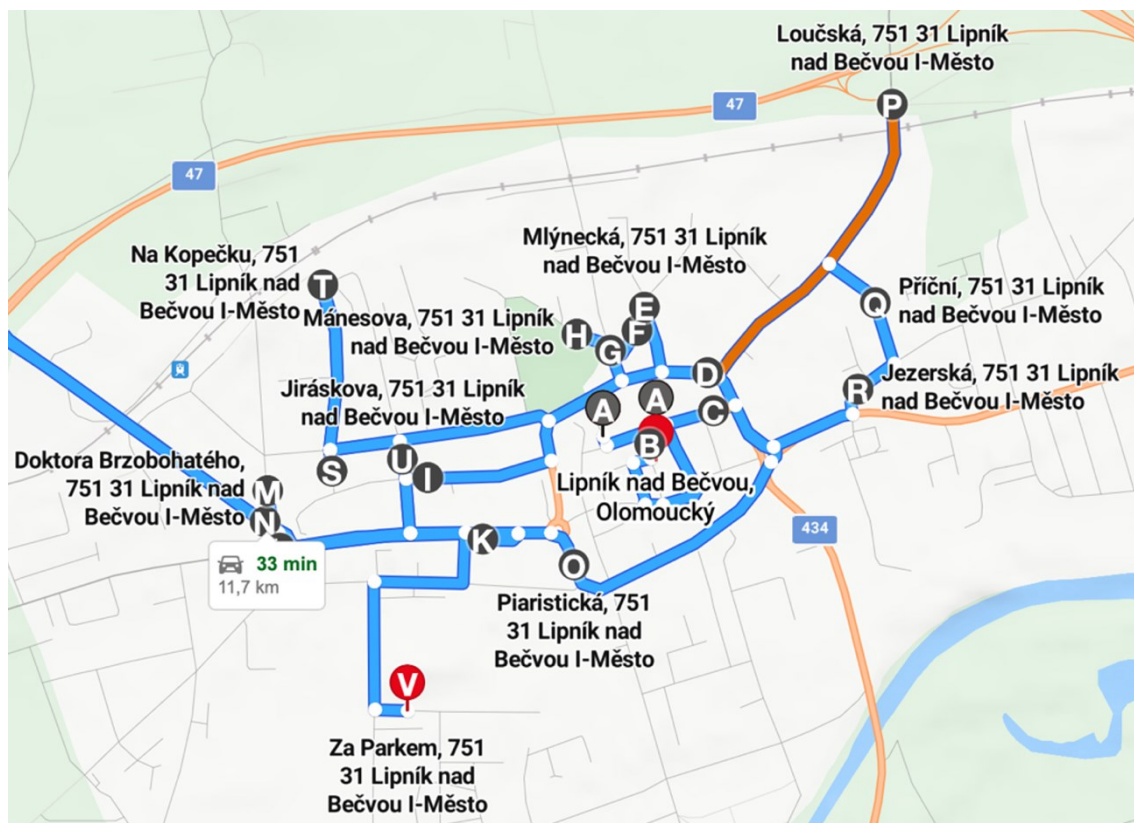 Loučská, 751 31 Lipník
nad Bečvou I-Město
P
47
47
Na Kopečku, 751
31 Lipník nad
Bečvou I-Město
T
Mlýnecká, 751 31 Lipník
nad Bečvou I-Město
Q
Příční, 751 31 Lipník
nad Bečvou I-Město
Mánesova, 751 31 Lipník
nad Bečvou I-Město
E
F
H
G
D
Jezerská, 751 31 Lipník
nad Bečvou I-Město
R
Jiráskova, 751 31 Lipník
nad Bečvou I-Město
A
A
C
B
S
U
I
Doktora Brzobohatého,
751 31 Lipník nad
Bečvou I-Město
M
N
Lipník nad Bečvou,
Olomoucký
434
K
33 min
11,7 km
O
Piaristická, 751
31 Lipník nad
Bečvou I-Město
V
Za Parkem, 751
31 Lipník nad
Bečvou I-Město